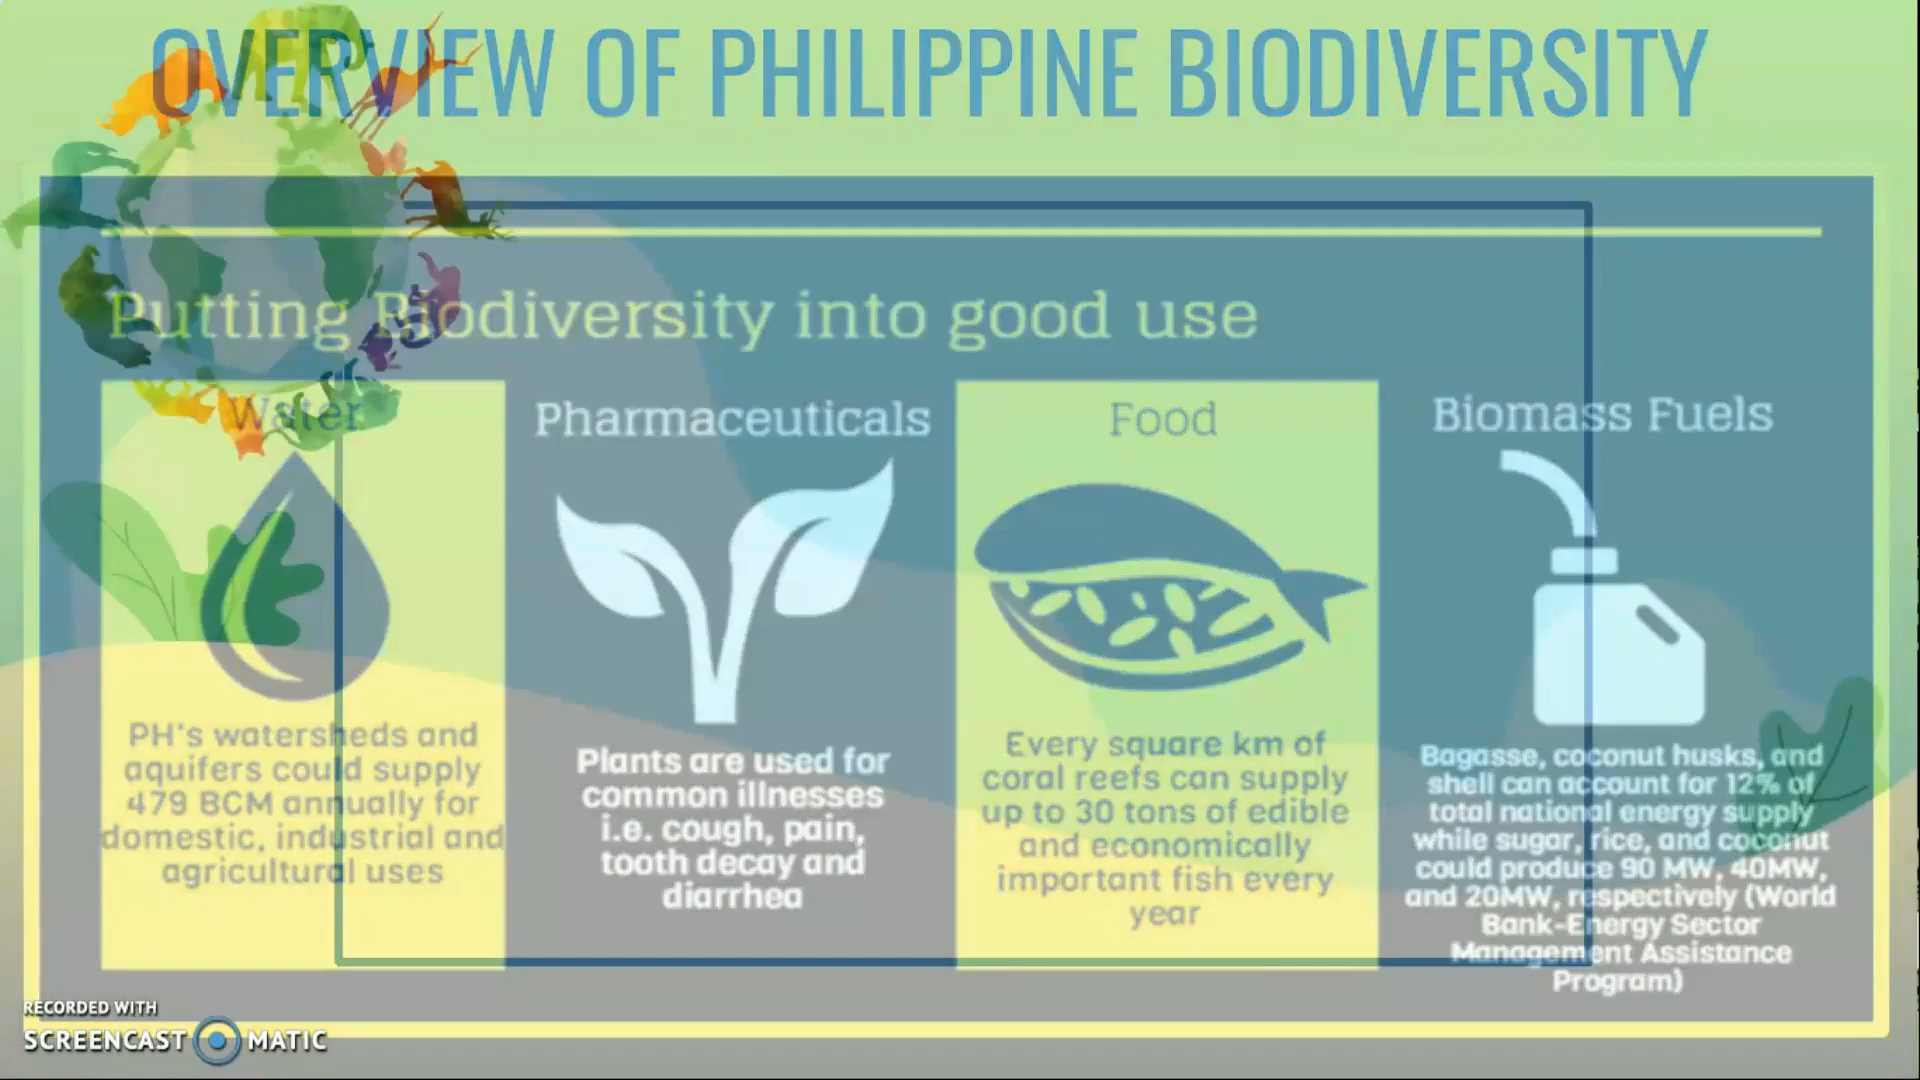 OVERVIEW OF PHILIPPINE BIODIVERSITY
Putting Biodiversity into good use
Water
PH's watersheds and
aquifers could supply
479 BCM annually for
domestic, industrial and
agricultural uses
Pharmaceuticals
Plants are used for
common illnesses
i.e. cough, pain,
tooth decay and
diarrhea
Food
Every square km of
coral reefs can supply
up to 30 tons of edible
and economically
important fish every
year
Biomass Fuels
Bagasse, coconut husks, and
shell can account for 12% of
total national energy supply
while sugar, rice, and coconut
could produce 90 MW, 40MW,
and 20MW, respectively (World
Bank-Energy Sector
Management Assistance
Program)
RECORDED WITH
SCREENCAST MATIC